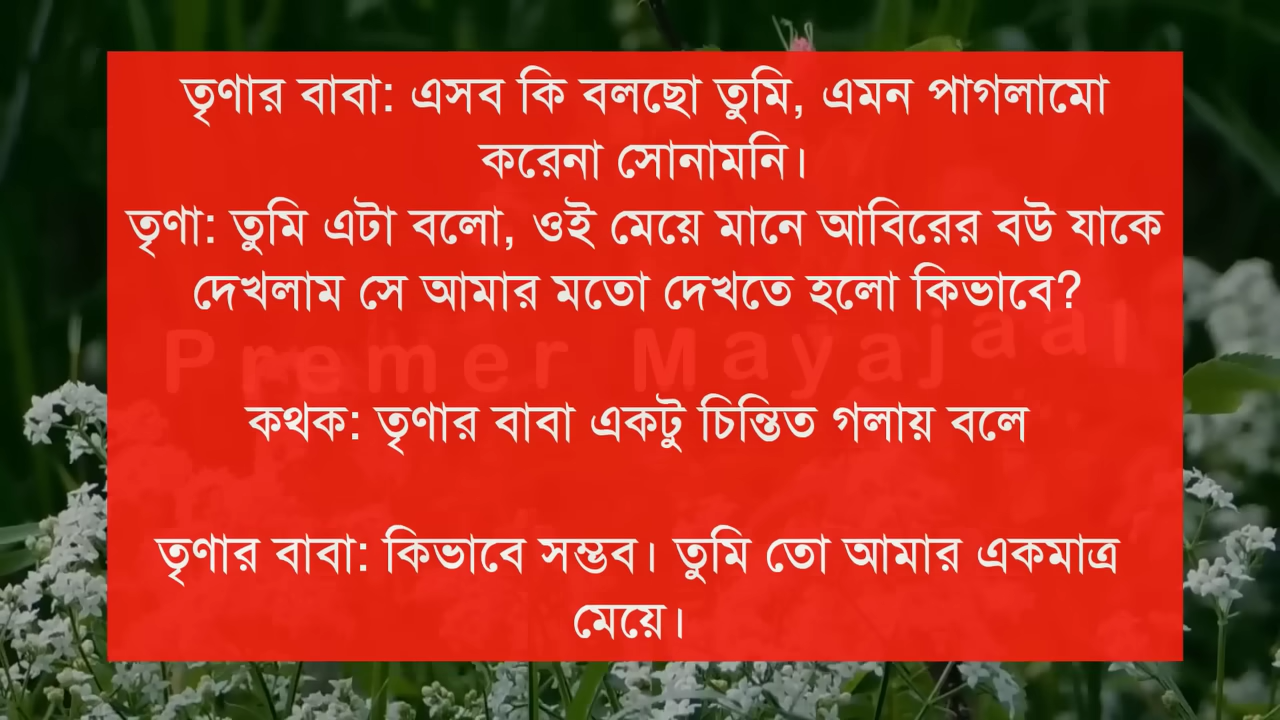 তৃণার বাবা: এসব কি বলছো তুমি, এমন পাগলামো
করেনা সোনামনি।
তৃণা: তুমি এটা বলো, ওই মেয়ে মানে আবিরের বউ যাকে
দেখলাম সে আমার মতো দেখতে হলো কিভাবে?
Premer Mayajaal
কথক: তৃণার বাবা একটু চিন্তিত গলায় বলে
তৃণার বাবা: কিভাবে সম্ভব। তুমি তো আমার একমাত্র
মেয়ে।